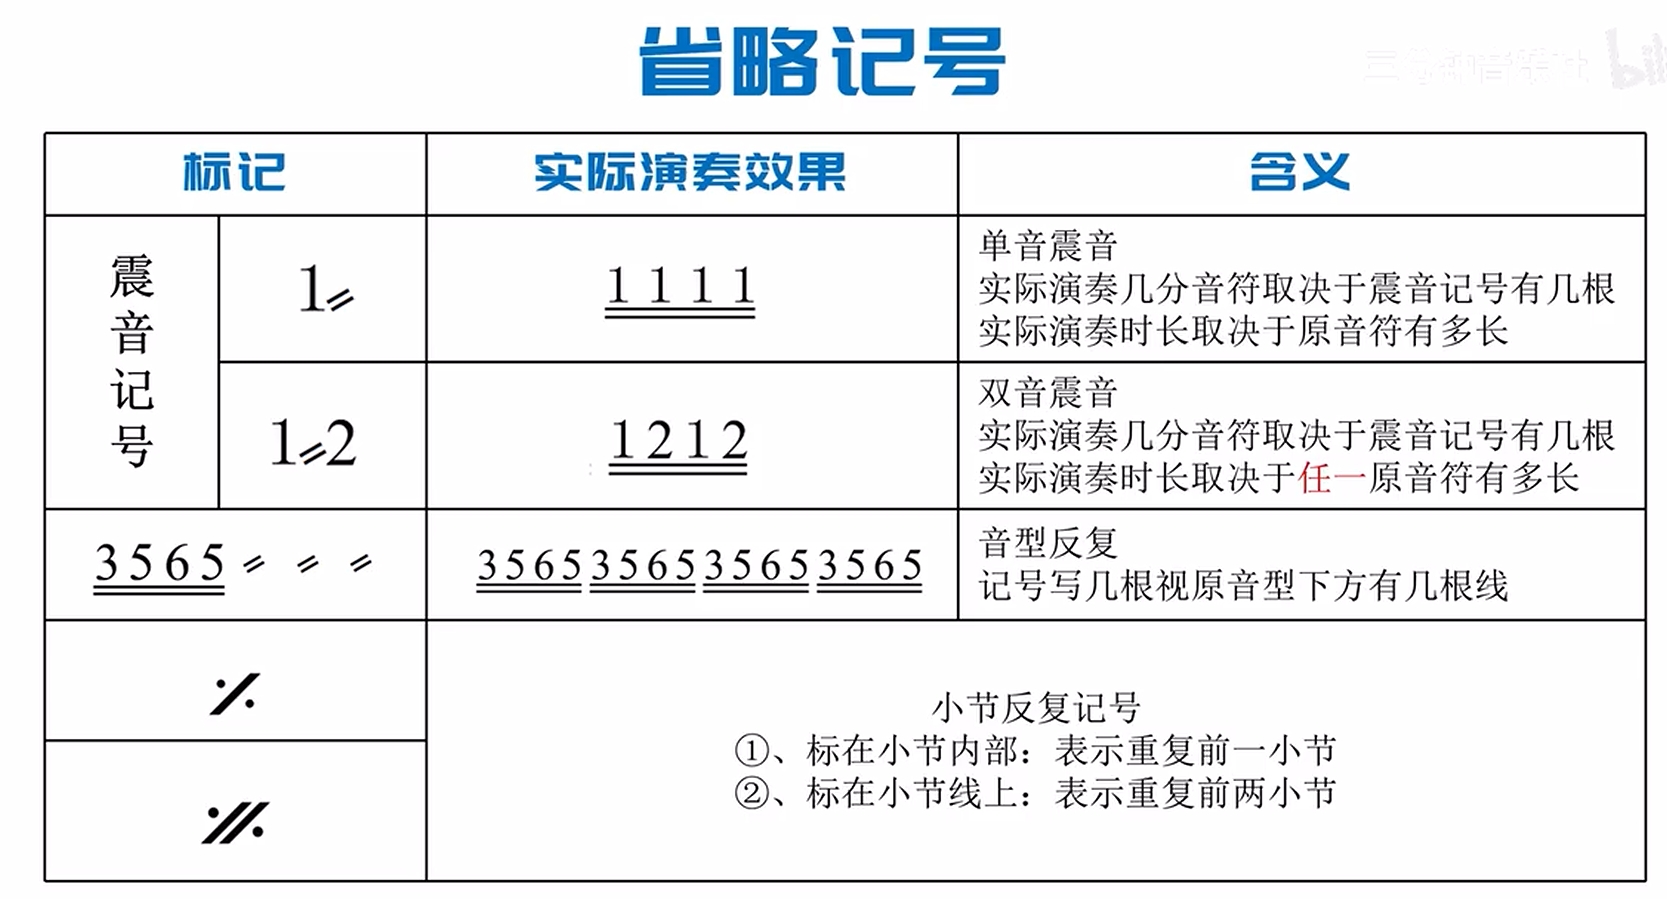 省略记号
标记
实际演奏效果
含义
震音记号
1
1 1 1 1
单音震音
实际演奏几分音符取决于震音记号有几根
实际演奏时长取决于原音符有多长
1 2
1 2 1 2
双音震音
实际演奏几分音符取决于震音记号有几根
实际演奏时长取决于任一原音符有多长
3 5 6 5
3 5 6 5 3 5 6 5 3 5 6 5 3 5 6 5
音型反复
记号写几根视原音型下方有几根线
小节反复记号
①、标在小节内部：表示重复前一小节
②、标在小节线上：表示重复前两小节